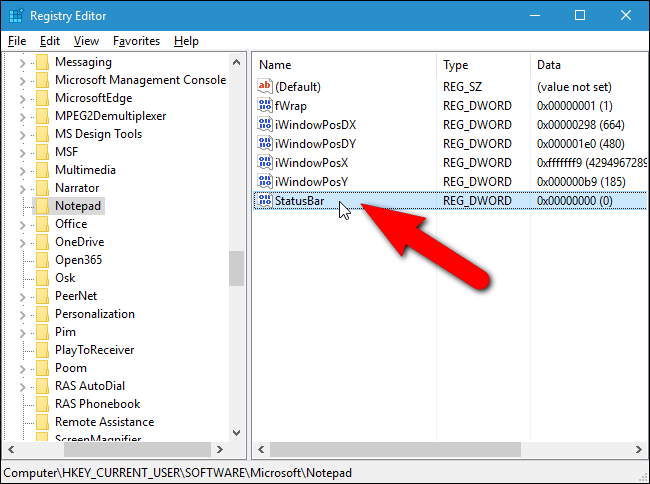 Registry Editor
File Edit View Favorites Help
Messaging
Microsoft Management Console
MicrosoftEdge
MPEG2Demultiplexer
MS Design Tools
MSF
Multimedia
Narrator
Notepad
Office
OneDrive
Open365
Osk
PeerNet
Personalization
Pim
PlayToReceiver
Poom
RAS AutoDial
RAS Phonebook
Remote Assistance
ScreenMagnifier
Name Type Data
(Default) REG_SZ (value not set)
fWrap REG_DWORD 0x00000001 (1)
iWindowPosDX REG_DWORD 0x00000298 (664)
iWindowPosDY REG_DWORD 0x000001e0 (480)
iWindowPosX REG_DWORD 0xfffffff9 (4294967289
iWindowPosY REG_DWORD 0x000000b9 (185)
StatusBar REG_DWORD 0x00000000 (0)
Computer\HKEY_CURRENT_USER\SOFTWARE\Microsoft\Notepad